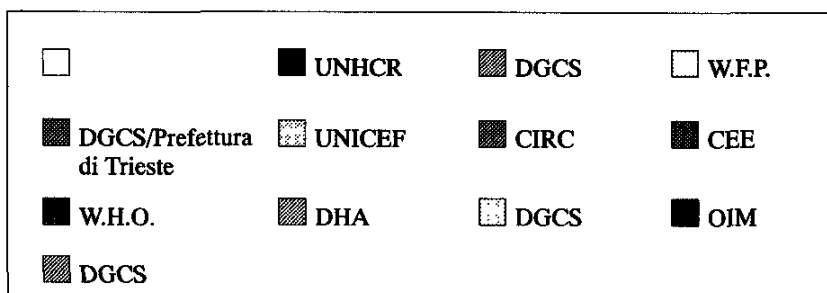 UNHCR DGCS W.F.P.
DGCS/Prefettura
di Trieste
UNICEF CIRC CEE
W.H.O. DHA DGCS OIM
DGCS